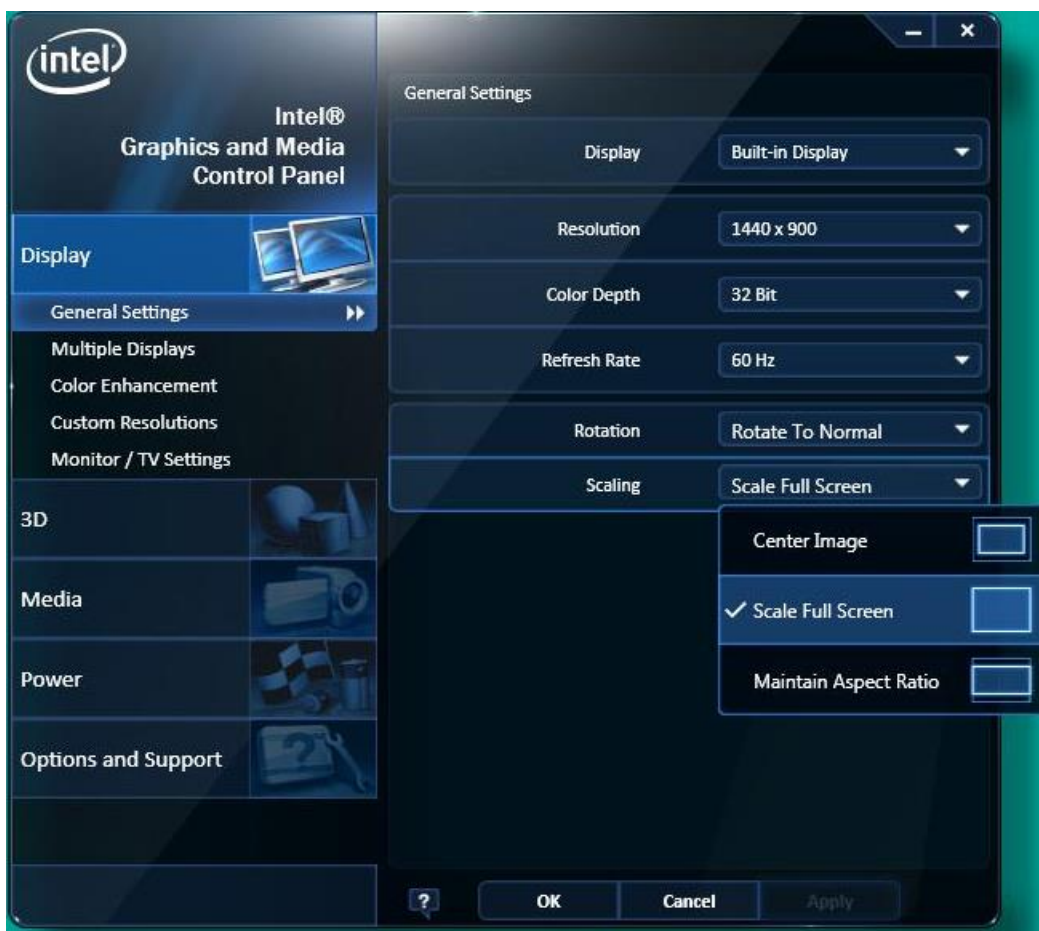 intel
Intel®
Graphics and Media
Control Panel
Display
General Settings
Multiple Displays
Color Enhancement
Custom Resolutions
Monitor / TV Settings
3D
Media
Power
Options and Support
General Settings
Display Built-in Display
Resolution 1440 x 900
Color Depth 32 Bit
Refresh Rate 60 Hz
Rotation Rotate To Normal
Scaling Scale Full Screen
Center Image
Scale Full Screen
Maintain Aspect Ratio
? OK Cancel Apply